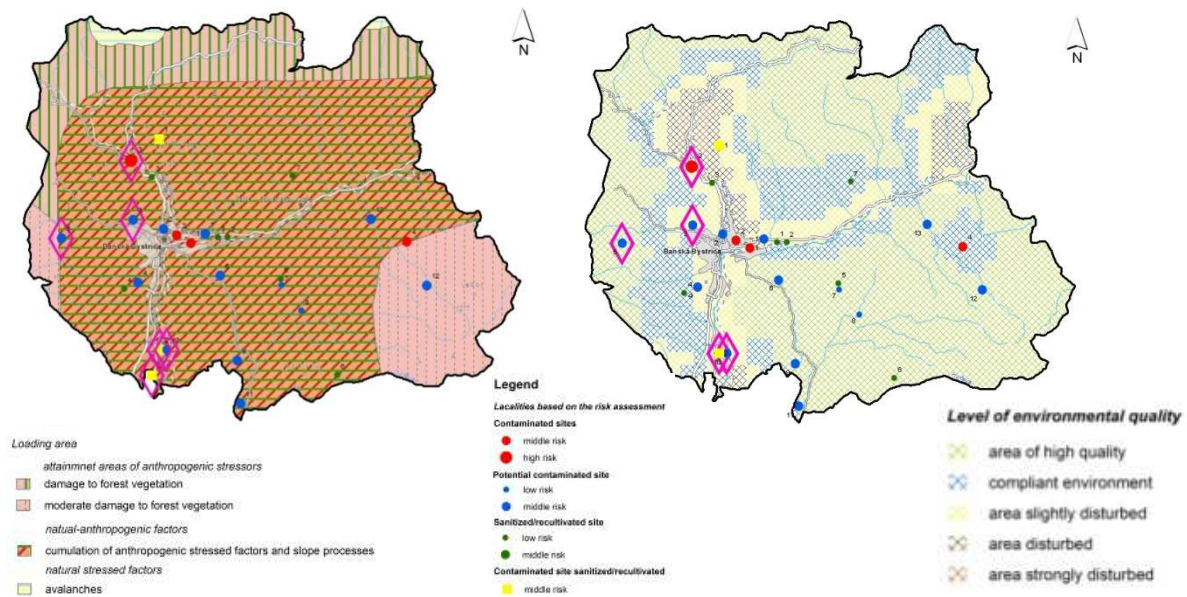 N
N
Banská Bystrica
Banská Bystrica
Loading area
attainmnet areas of anthropogenic stressors
damage to forest vegetation
moderate damage to forest vegetation
natual-anthropogenic factors
cumulation of anthropogenic stressed factors and slope processes
natural stressed factors
avalanches
Legend
Lacalities based on the risk assessment
Contaminated sites
middle risk
high risk
Potential contaminated site
low risk
middle risk
Sanitized/recultivated site
low risk
middle risk
Contaminated site sanitized/recultivated
middle risk
Level of environmental quality
area of high quality
compliant environment
area slightly disturbed
area disturbed
area strongly disturbed